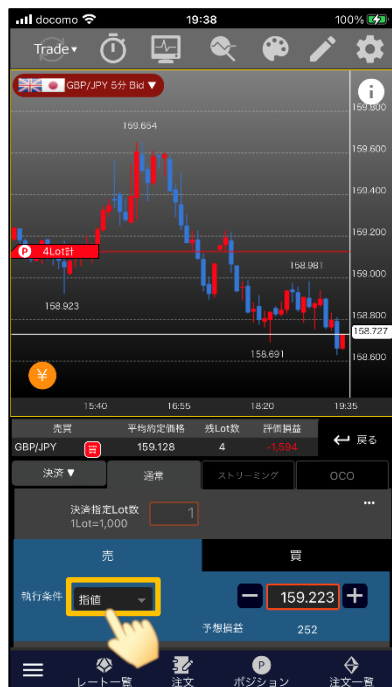 docomo 19:38 100%
Trade▼
GBP/JPY 5分 Bid ▼
i
159.800
159.654
159.600
159.400
159.200
P 4Lot計
158.981
159.000
158.923
158.800
158.727
158.691
158.600
¥
15:40 16:55 18:20 19:35
売買 平均約定価格 残Lot数 評価損益
GBP/JPY 買 159.128 4 -1,594 戻る
決済▼ 通常 ストリーミング OCO
決済指定Lot数 1 ...
1Lot=1,000
売 買
執行条件 指値 159.223
予想損益 252
レート一覧 注文 P ポジション 注文一覧